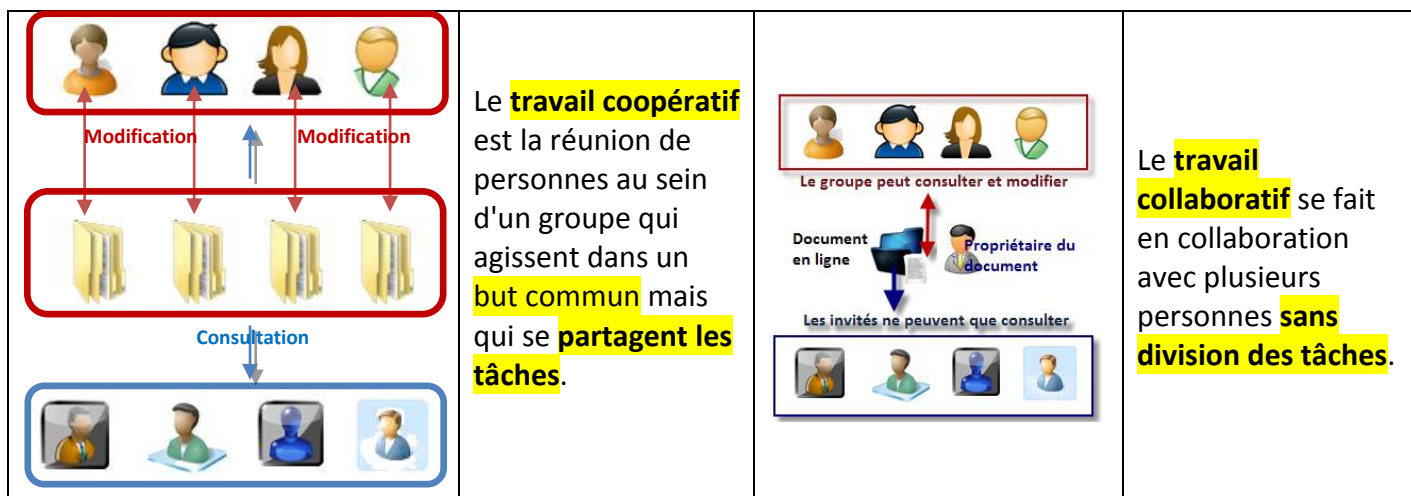 Modification Modification
Consultation
Le travail coopératif
est la réunion de
personnes au sein
d'un groupe qui
agissent dans un
but commun mais
qui se partagent les
tâches.
Le groupe peut consulter et modifier
Document
en ligne
Propriétaire du
document
Les invités ne peuvent que consulter
Le travail
collaboratif se fait
en collaboration
avec plusieurs
personnes sans
division des tâches.